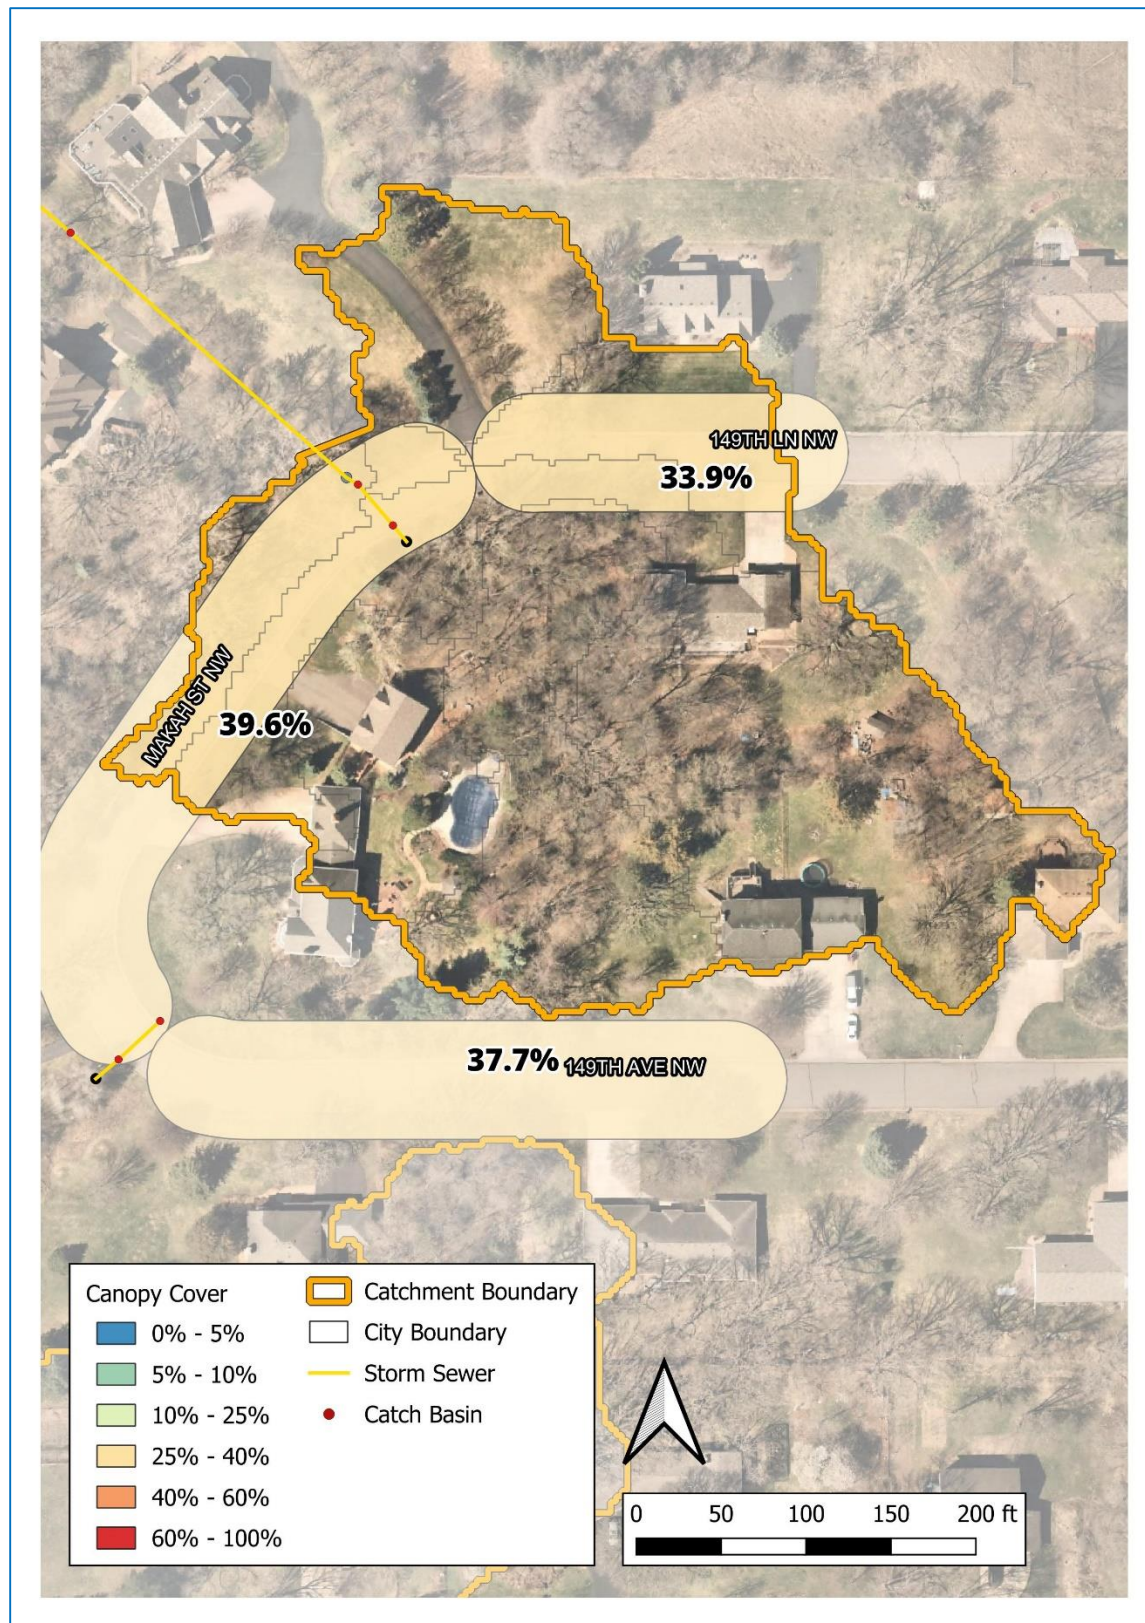 149TH LN NW
33.9%
MAKAH ST NW
39.6%
37.7%
149TH AVE NW
Canopy Cover
0% - 5%
5% - 10%
10% - 25%
25% - 40%
40% - 60%
60% - 100%
Catchment Boundary
City Boundary
Storm Sewer
Catch Basin
0 50 100 150 200 ft